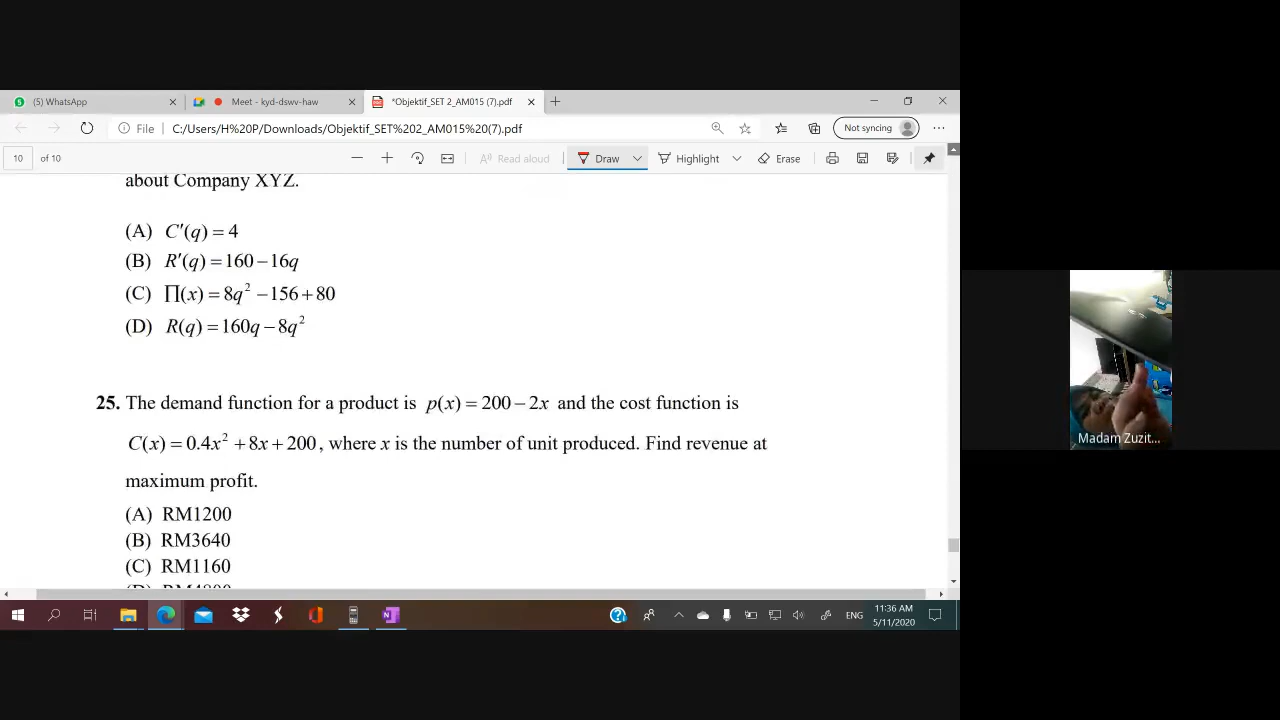 (5) WhatsApp
Meet - kyd-dswv-haw
*Objektif_SET 2_AM015 (7).pdf
File
C:/Users/H%20P/Downloads/Objektif_SET%202_AM015%20(7).pdf
Not syncing
10 of 10
Read aloud
Draw
Highlight
Erase
about Company XYZ.
(A) C′(q) = 4
(B) R′(q) = 160 − 16q
(C) ∏(x) = 8q² − 156 + 80
(D) R(q) = 160q − 8q²
25. The demand function for a product is p(x) = 200 − 2x and the cost function is
C(x) = 0.4x² + 8x + 200, where x is the number of unit produced. Find revenue at
maximum profit.
(A) RM1200
(B) RM3640
(C) RM1160
(D) RM4800
Madam Zuzit...
ENG
11:36 AM
5/11/2020